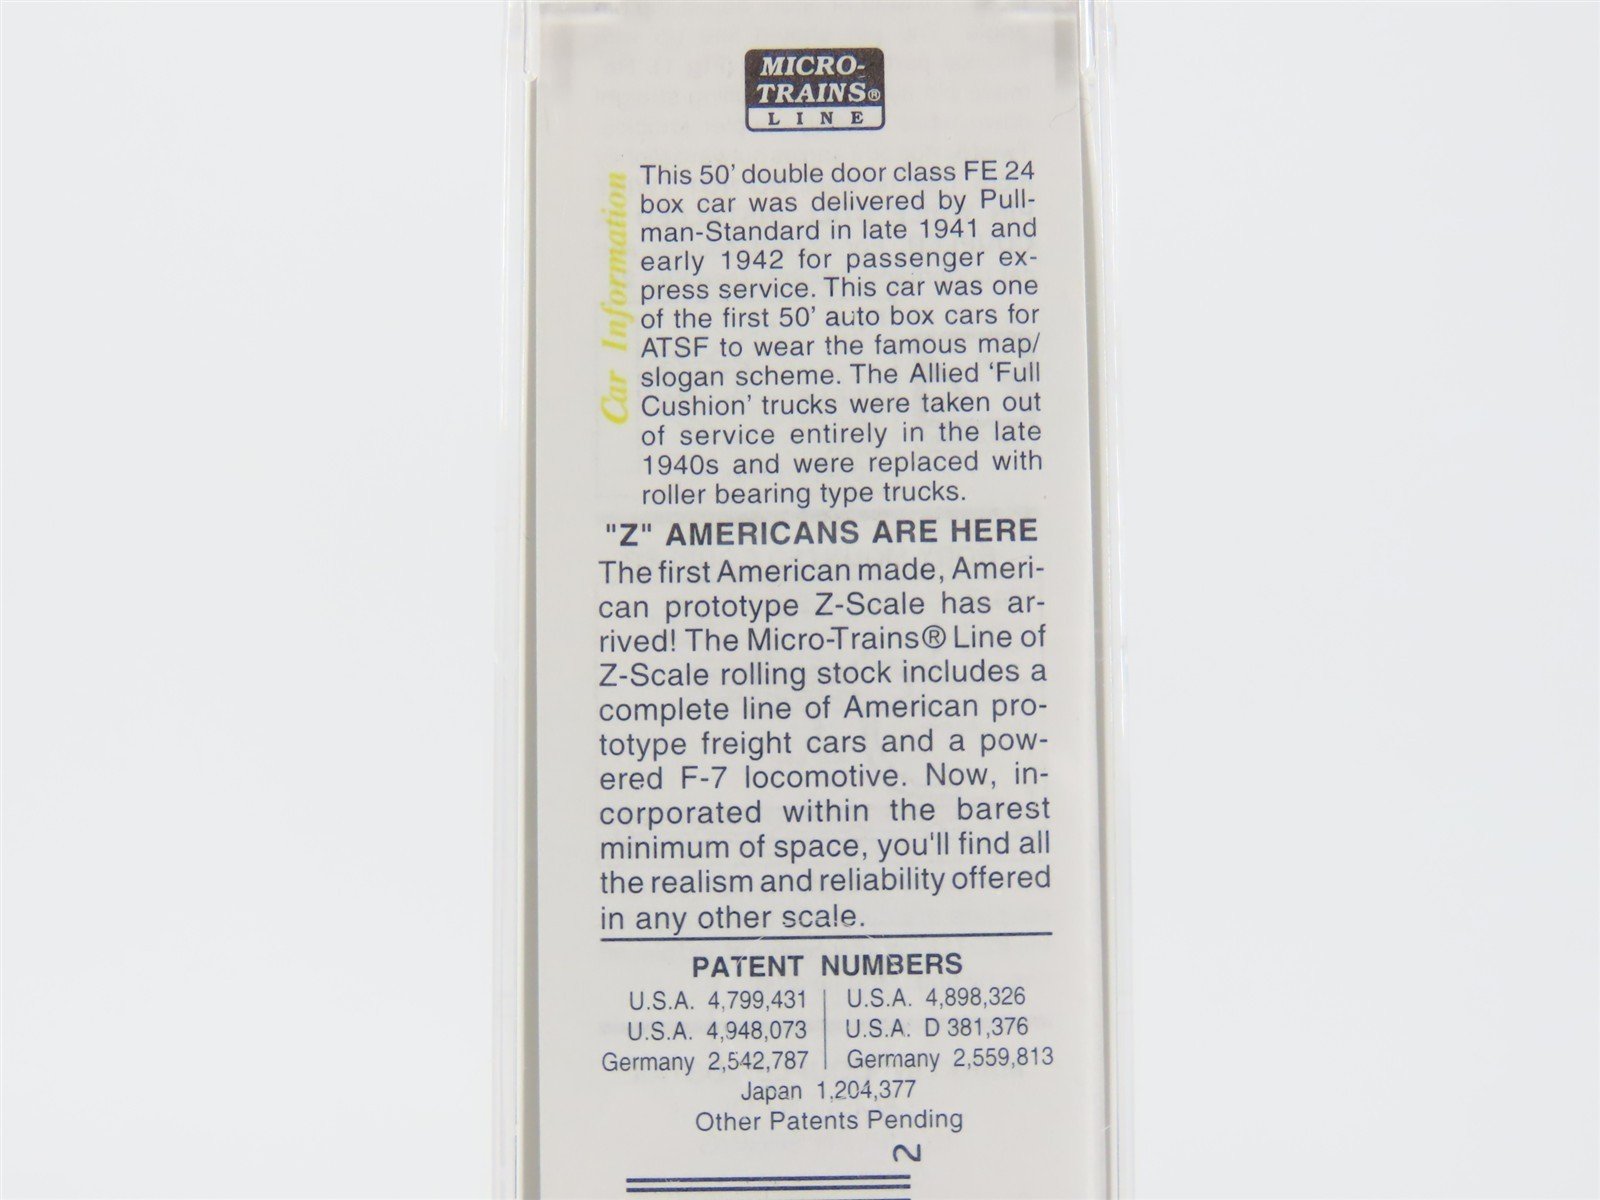 MICRO-
TRAINS®
LINE
Car Information
This 50' double door class FE 24
box car was delivered by Pull-
man-Standard in late 1941 and
early 1942 for passenger ex-
press service. This car was one
of the first 50' auto box cars for
ATSF to wear the famous map/
slogan scheme. The Allied 'Full
Cushion' trucks were taken out
of service entirely in the late
1940s and were replaced with
roller bearing type trucks.
"Z" AMERICANS ARE HERE
The first American made, Ameri-
can prototype Z-Scale has ar-
rived! The Micro-Trains® Line of
Z-Scale rolling stock includes a
complete line of American pro-
totype freight cars and a pow-
ered F-7 locomotive. Now, in-
corporated within the barest
minimum of space, you'll find all
the realism and reliability offered
in any other scale.
PATENT NUMBERS
U.S.A. 4,799,431 | U.S.A. 4,898,326
U.S.A. 4,948,073 | U.S.A. D 381,376
Germany 2,542,787 | Germany 2,559,813
Japan 1,204,377
Other Patents Pending
2